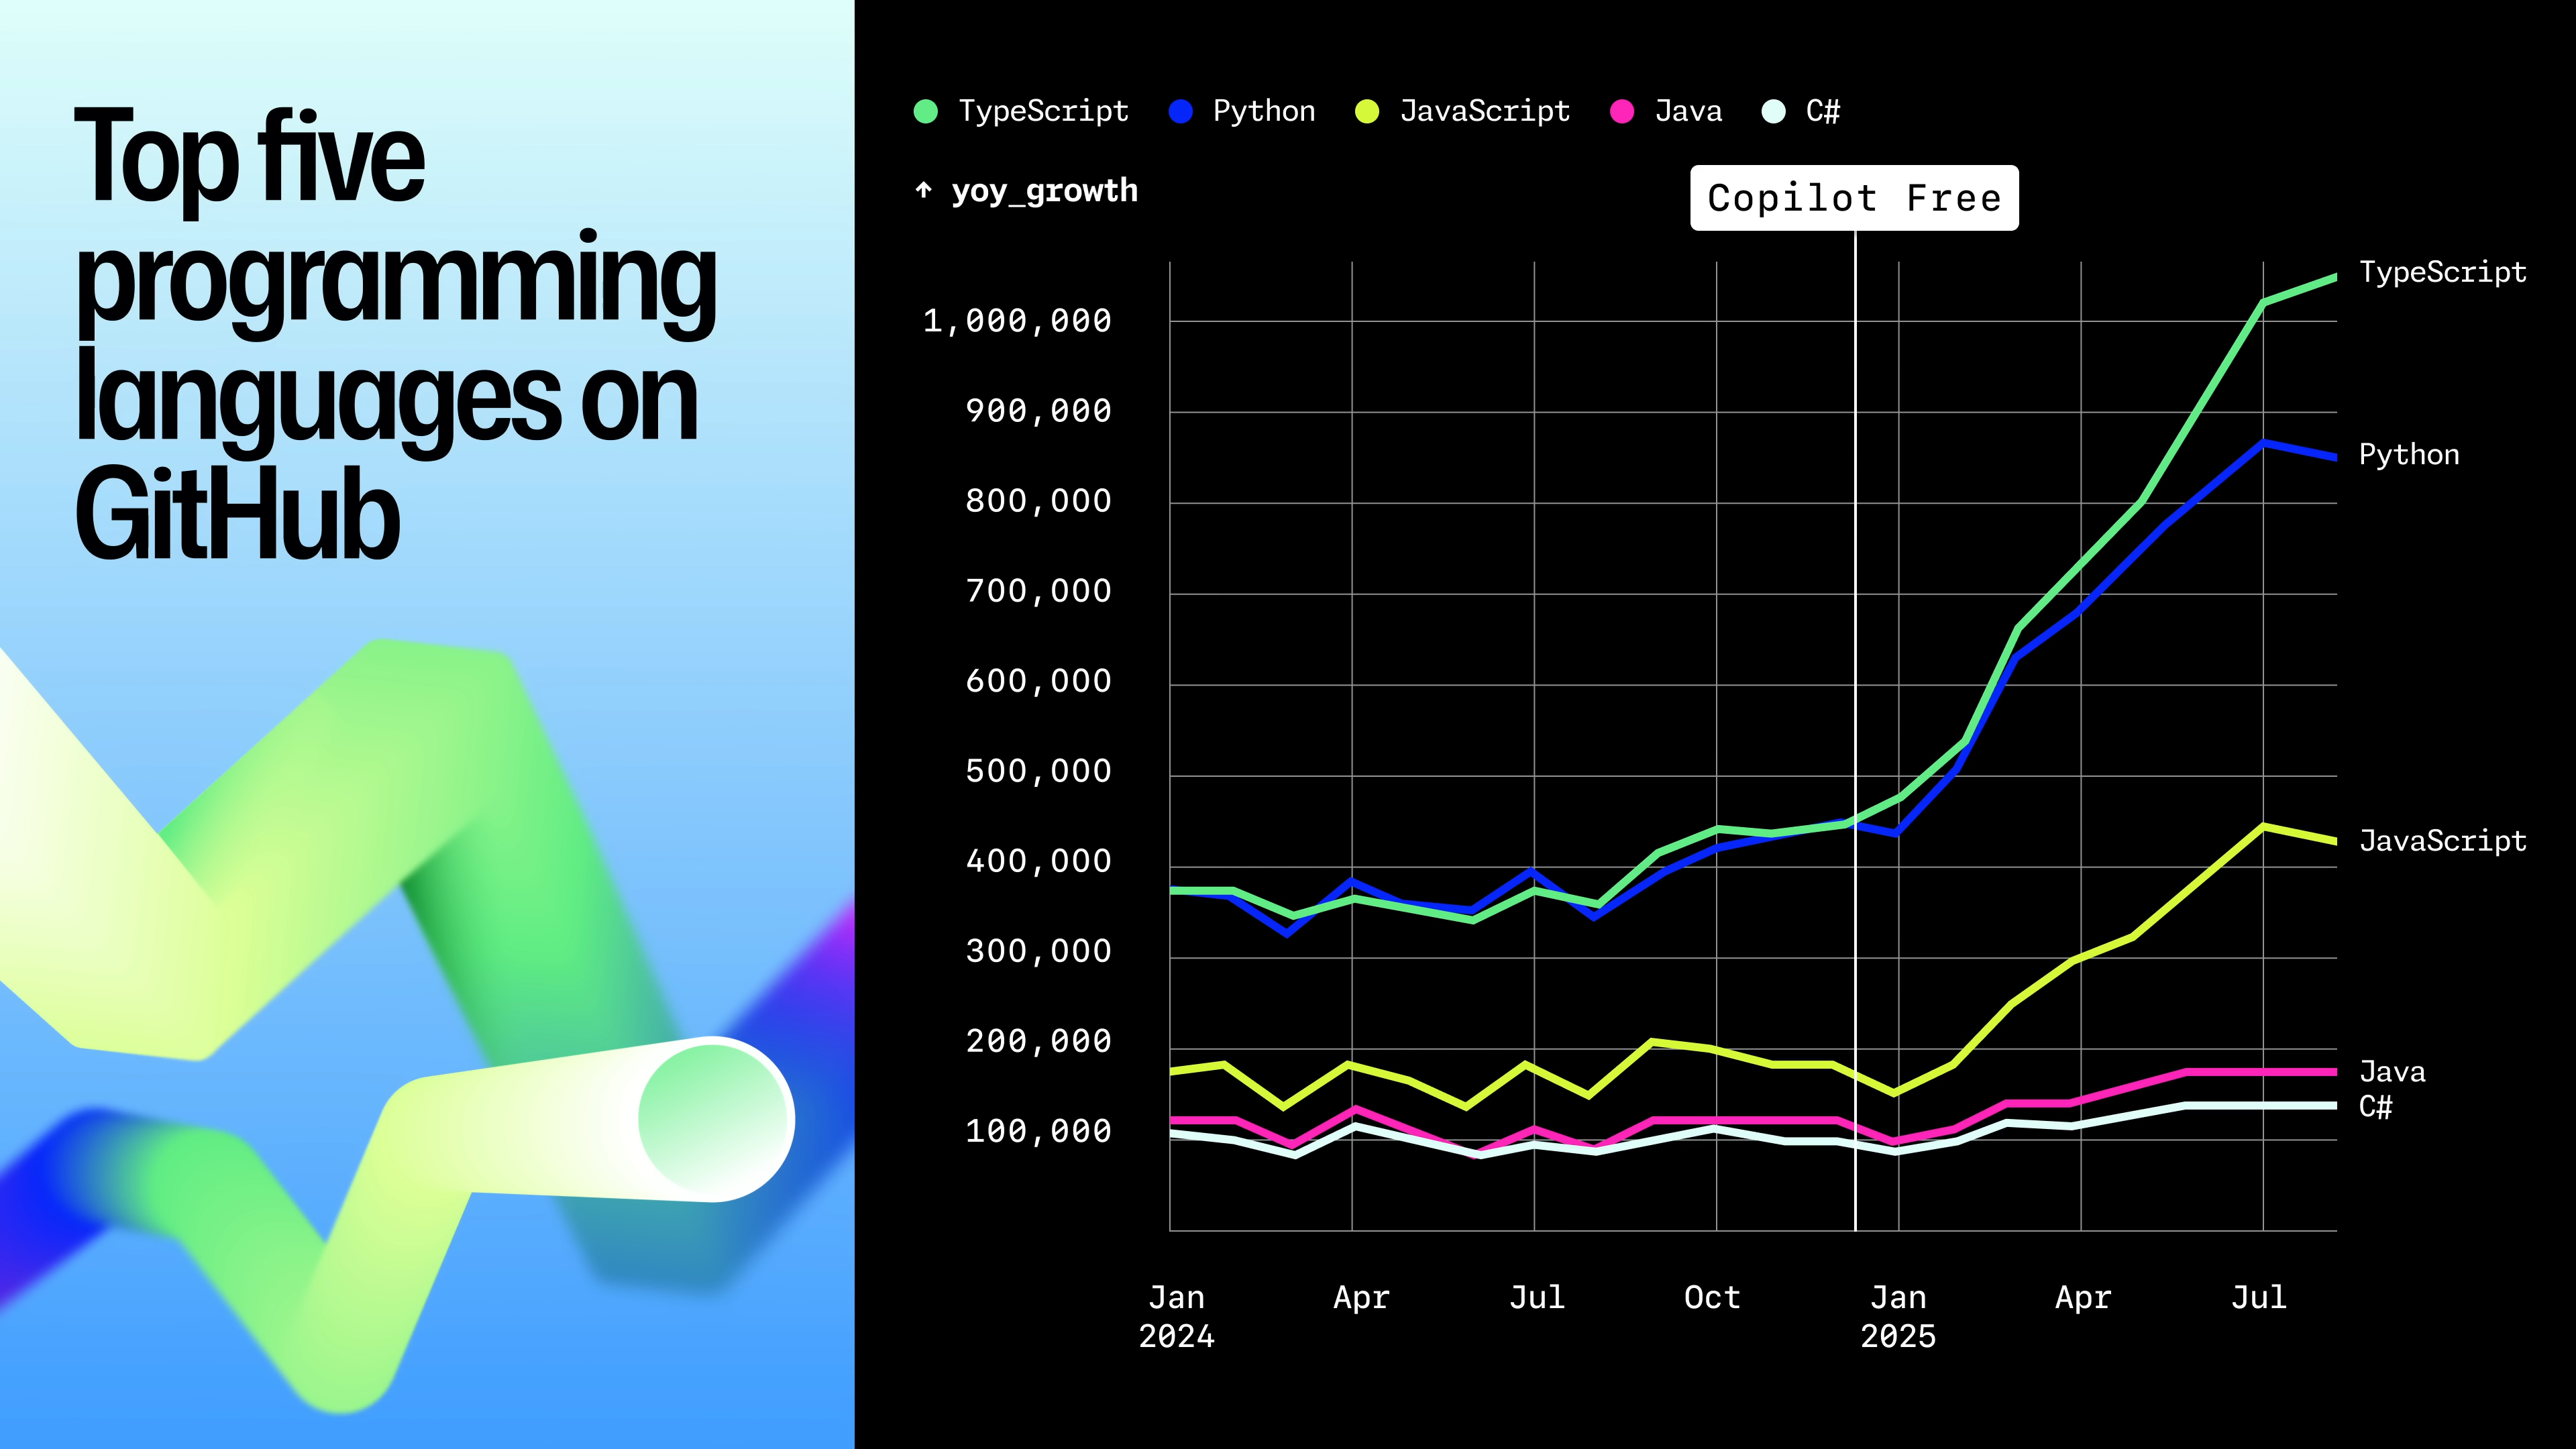 Top five
programming
languages on
GitHub
TypeScript Python JavaScript Java C#
↑ yoy_growth
Copilot Free
1,000,000
900,000
800,000
700,000
600,000
500,000
400,000
300,000
200,000
100,000
TypeScript
Python
JavaScript
Java
C#
Jan Apr Jul Oct Jan Apr Jul
2024 2025